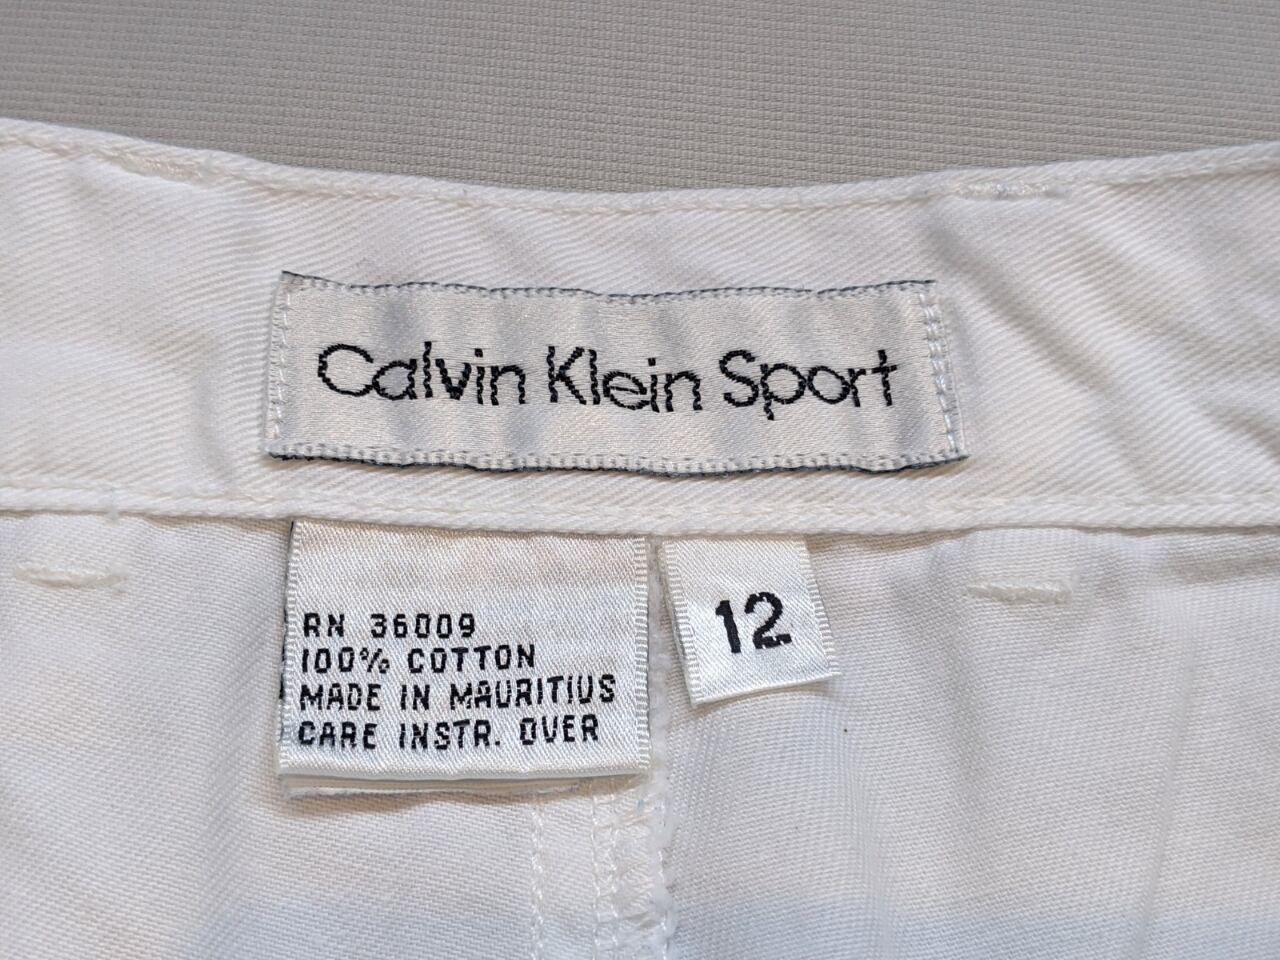 Calvin Klein Sport
RN 36009
100% COTTON
MADE IN MAURITIUS
CARE INSTR. OVER
12